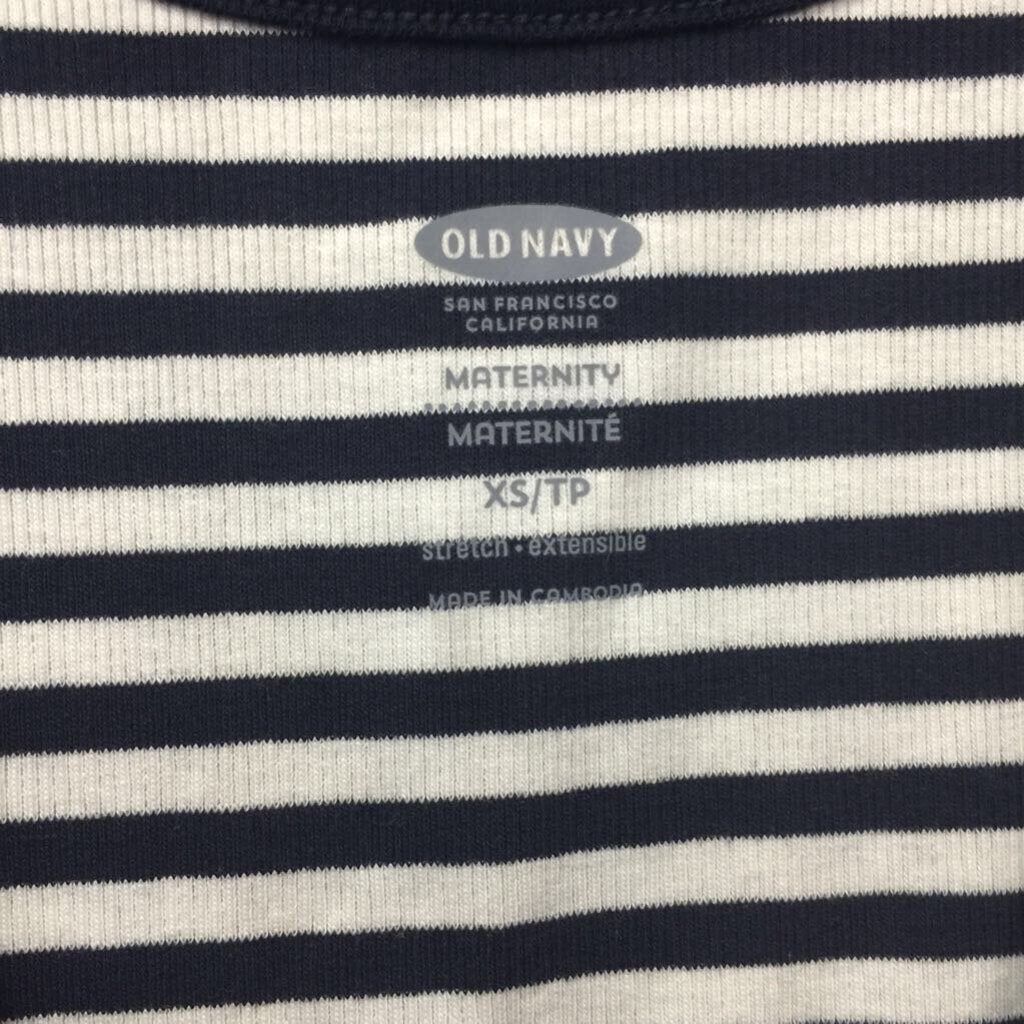 OLD NAVY
SAN FRANCISCO
CALIFORNIA
MATERNITY
MATERNITÉ
XS/TP
stretch • extensible
MADE IN CAMBODIA